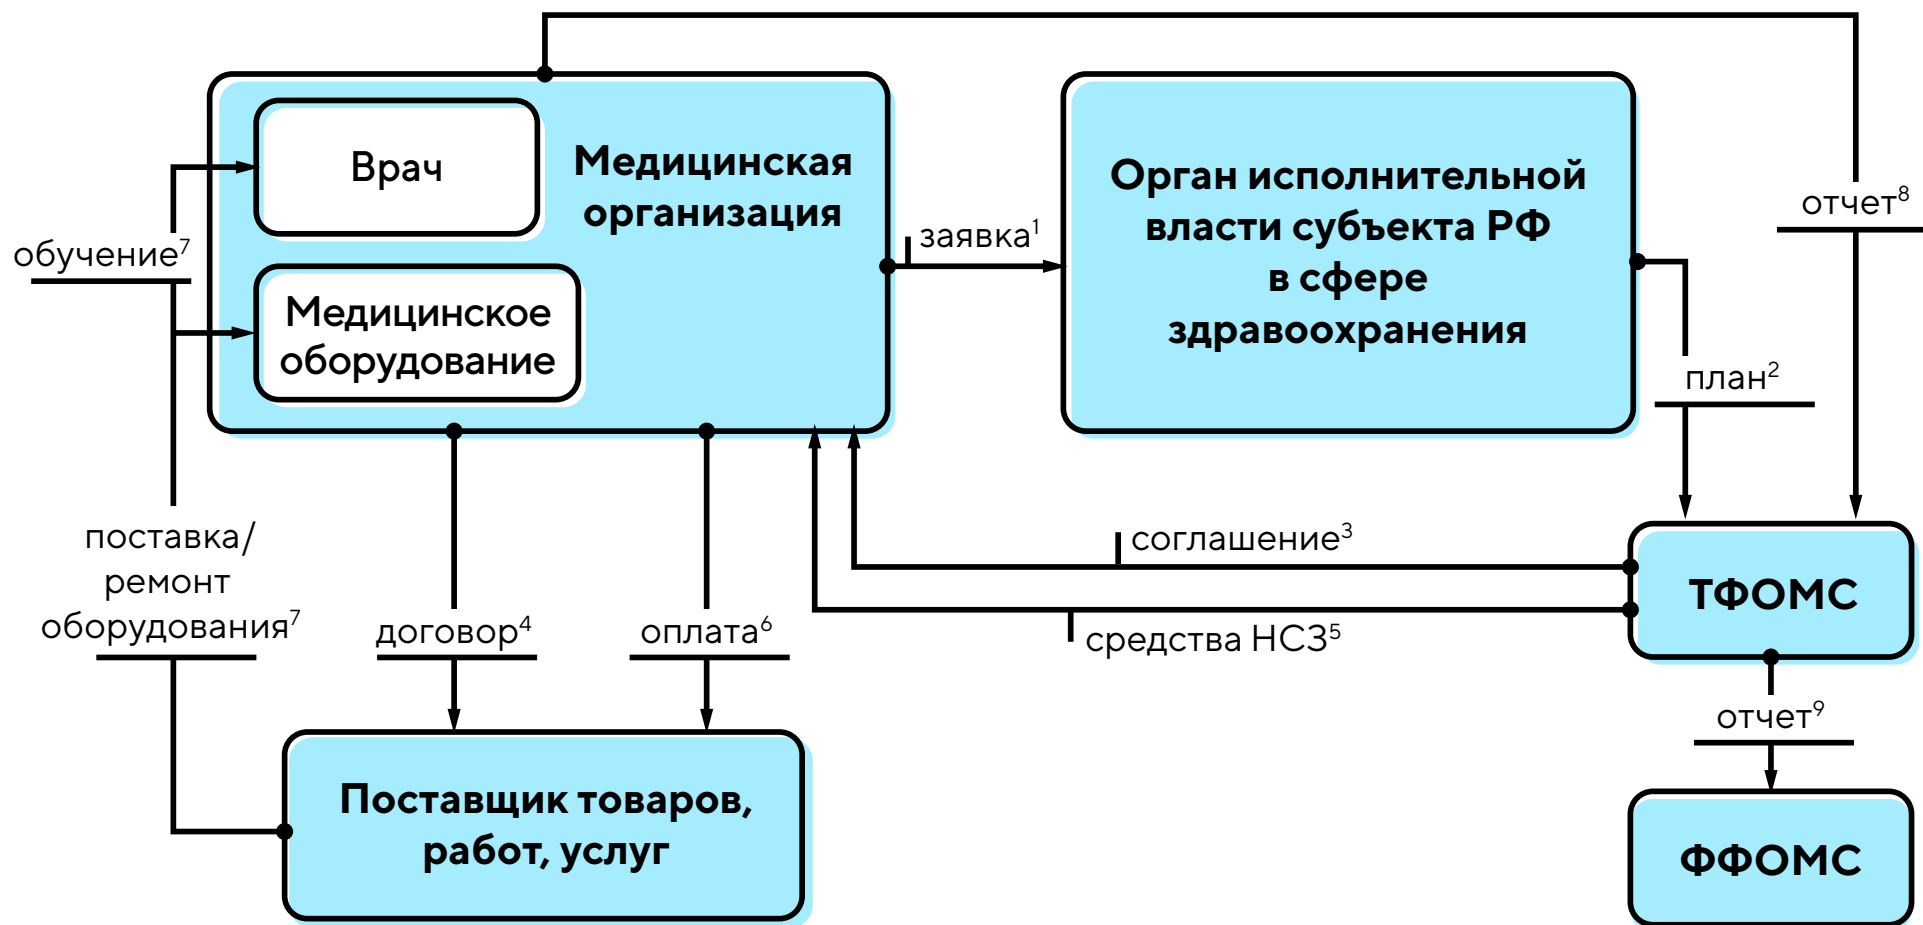 Врач
Медицинская
организация
обучение⁷
Медицинское
оборудование
заявка¹
Орган исполнительной
власти субъекта РФ
в сфере
здравоохранения
отчет⁸
план²
поставка/
ремонт
оборудования⁷
договор⁴
оплата⁶
соглашение³
средства НСЗ⁵
ТФОМС
отчет⁹
Поставщик товаров,
работ, услуг
ФФОМС